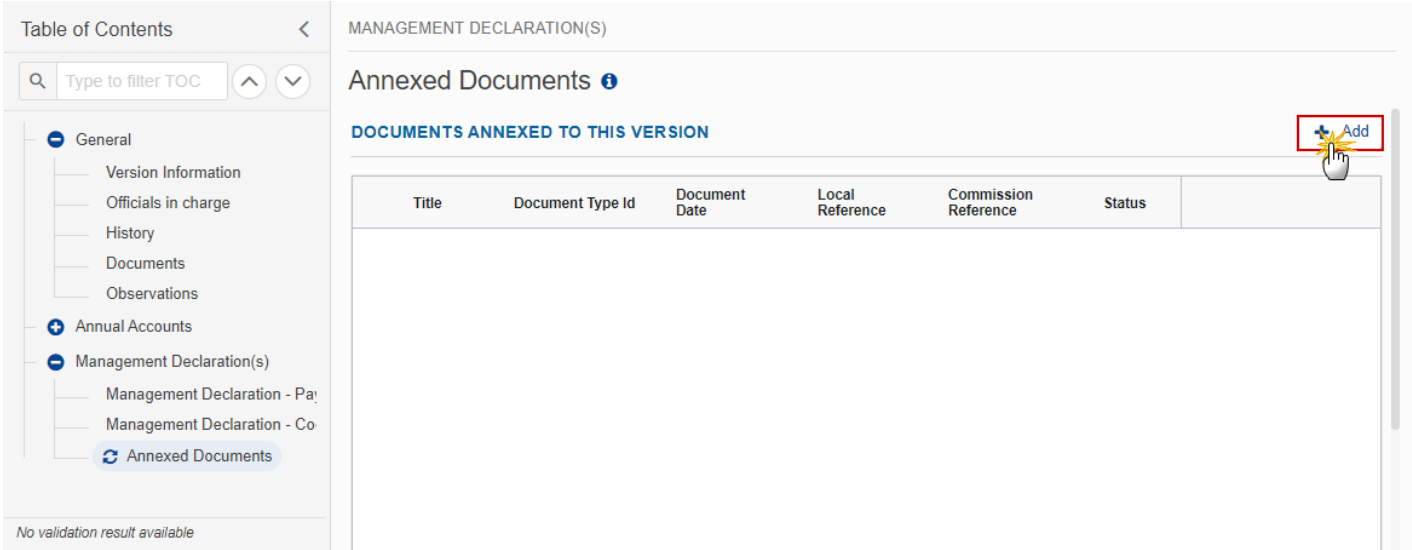 Table of Contents
Type to filter TOC
General
Version Information
Officials in charge
History
Documents
Observations
Annual Accounts
Management Declaration(s)
Management Declaration - Pay
Management Declaration - Co
Annexed Documents
No validation result available
MANAGEMENT DECLARATION(S)
Annexed Documents
DOCUMENTS ANNEXED TO THIS VERSION
Add
Title Document Type Id Document Date Local Reference Commission Reference Status